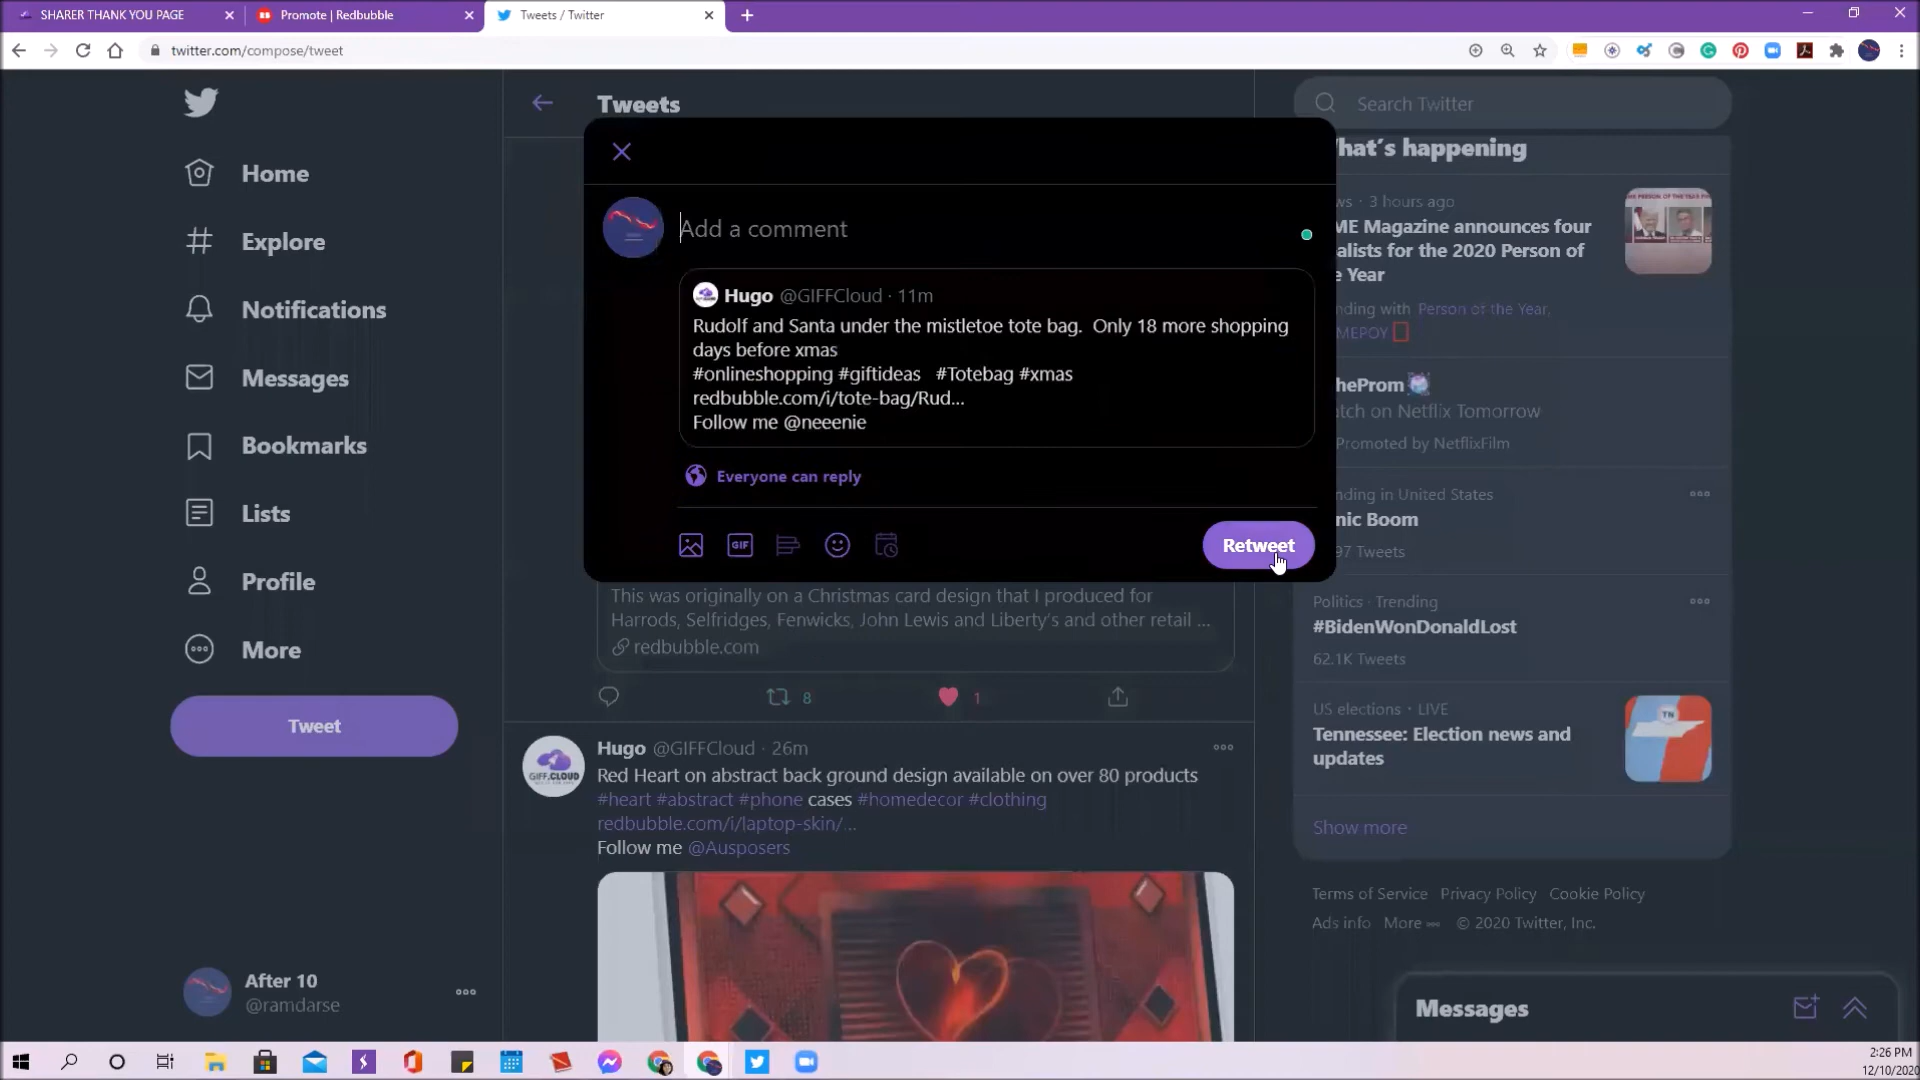 SHARER THANK YOU PAGE
Promote | Redbubble
Tweets / Twitter
twitter.com/compose/tweet
Home
Explore
Notifications
Messages
Bookmarks
Lists
Profile
More
Tweet
After 10
@ramdarse
Tweets
Add a comment
Hugo @GIFFCloud · 11m
Rudolf and Santa under the mistletoe tote bag. Only 18 more shopping
days before xmas
#onlineshopping #giftideas #Totebag #xmas
redbubble.com/i/tote-bag/Rud...
Follow me @neeenie
Everyone can reply
GIF
Retweet
This was originally on a Christmas card design that I produced for
Harrods, Selfridges, Fenwicks, John Lewis and Liberty's and other retail ...
redbubble.com
8
1
Hugo @GIFFCloud · 26m
GIFF.CLOUD
Red Heart on abstract back ground design available on over 80 products
#heart #abstract #phone cases #homedecor #clothing
redbubble.com/i/laptop-skin/...
Follow me @Ausposers
Search Twitter
hat's happening
ws · 3 hours ago
ME Magazine announces four
alists for the 2020 Person of
e Year
nding with Person of the Year,
MEPOY
heProm
tch on Netflix Tomorrow
Promoted by NetflixFilm
nding in United States
nic Boom
97 Tweets
Politics · Trending
#BidenWonDonaldLost
62.1K Tweets
US elections · LIVE
Tennessee: Election news and
updates
TN
Show more
Terms of Service Privacy Policy Cookie Policy
Ads info More © 2020 Twitter, Inc.
Messages
2:26 PM
12/10/2020